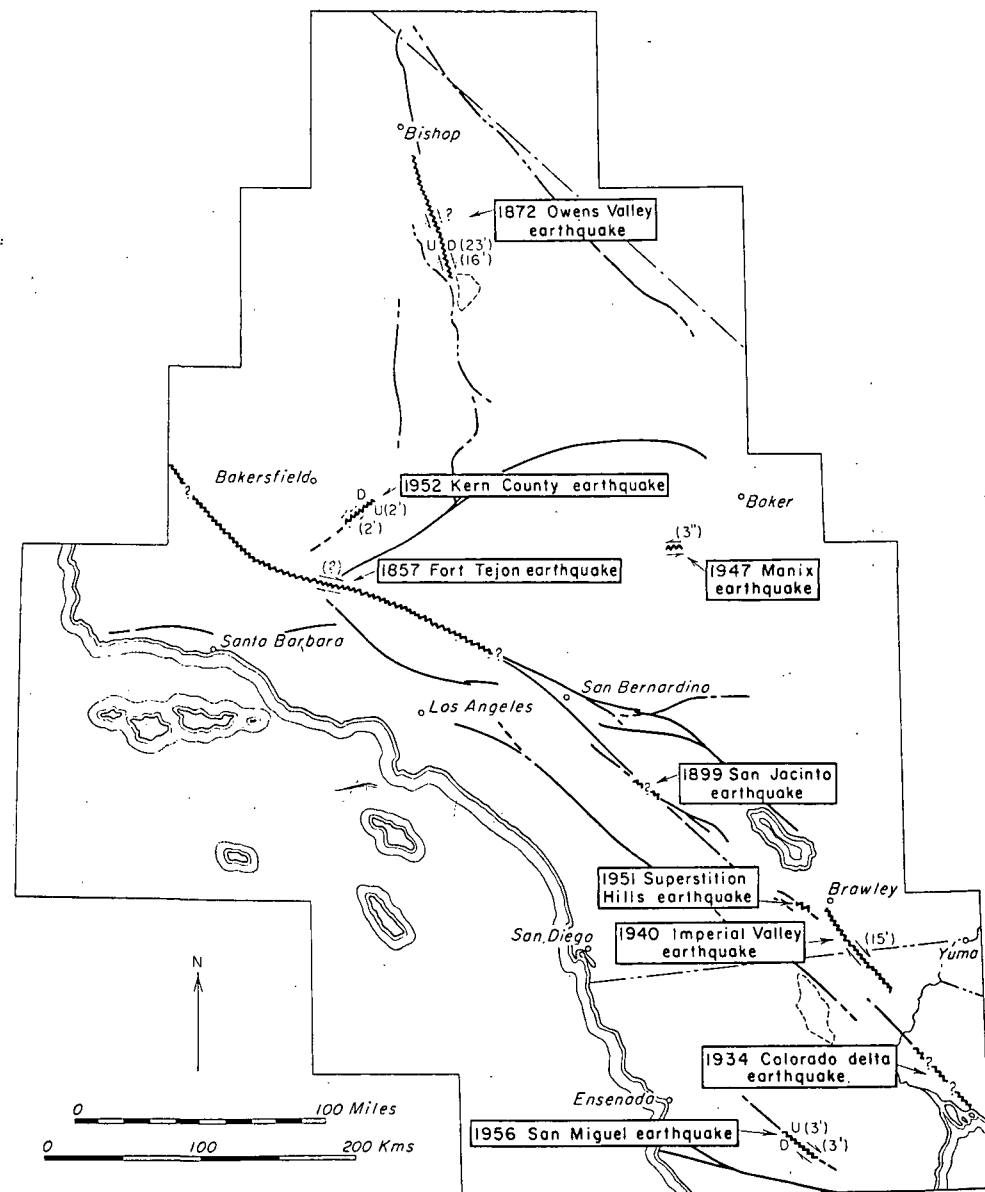 Bishop
1872 Owens Valley
earthquake
?
U D (23')
(16')
Bakersfield
D
U(2')
(2')
1952 Kern County earthquake
Baker
(3")
1947 Manix
earthquake
?
(?)
1857 Fort Tejon earthquake
Santa Barbara
?
San Bernardino
Los Angeles
1899 San Jacinto
earthquake
?
1951 Superstition
Hills earthquake
Brawley
1940 Imperial Valley
earthquake
(15')
San Diego
Yuma
N
1934 Colorado delta
earthquake
?
?
Ensenada
1956 San Miguel earthquake
U (3')
D
(3')
0 100 Miles
0 100 200 Kms